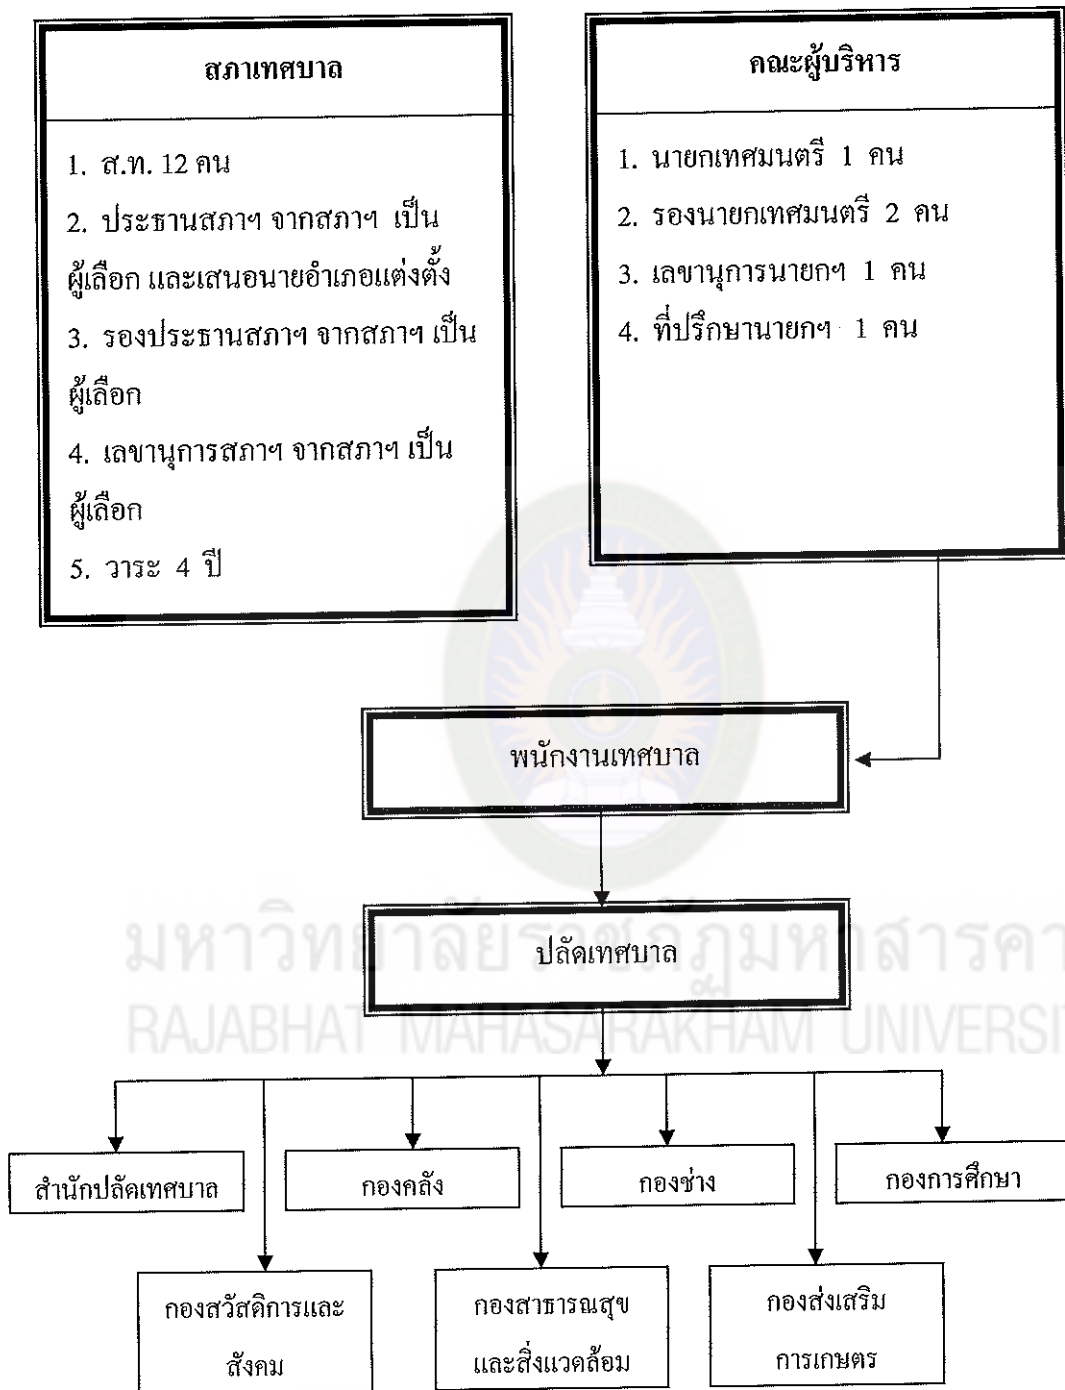 สภาเทศบาล
1. ส.ท. 12 คน
2. ประธานสภาฯ จากสภาฯ เป็น
ผู้เลือก และเสนอนายอำเภอแต่งตั้ง
3. รองประธานสภาฯ จากสภาฯ เป็น
ผู้เลือก
4. เลขานุการสภาฯ จากสภาฯ เป็น
ผู้เลือก
5. วาระ 4 ปี
คณะผู้บริหาร
1. นายกเทศมนตรี 1 คน
2. รองนายกเทศมนตรี 2 คน
3. เลขานุการนายกฯ 1 คน
4. ที่ปรึกษานายกฯ 1 คน
พนักงานเทศบาล
ปลัดเทศบาล
มหาวิทยาลัยราชภัฏมหาสารคา
RAJABHAT MAHASARAKHAM UNIVERSIT
สำนักปลัดเทศบาล
กองคลัง
กองช่าง
กองการศึกษา
กองสวัสดิการและ
สังคม
กองสาธารณสุข
และสิ่งแวดล้อม
กองส่งเสริม
การเกษตร